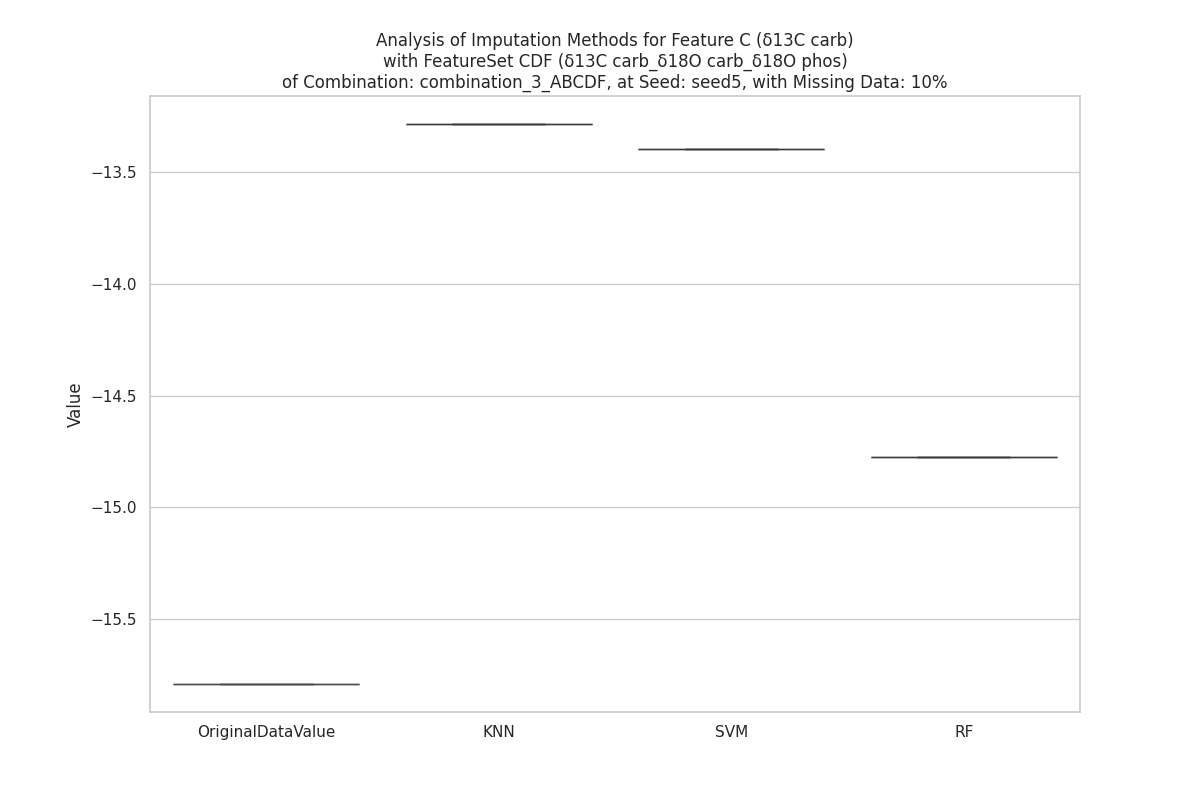 Analysis of Imputation Methods for Feature C (δ13C carb)
with FeatureSet CDF (δ13C carb_δ18O carb_δ18O phos)
of Combination: combination_3_ABCDF, at Seed: seed5, with Missing Data: 10%
−13.5
−14.0
−14.5
−15.0
−15.5
Value
OriginalDataValue
KNN
SVM
RF